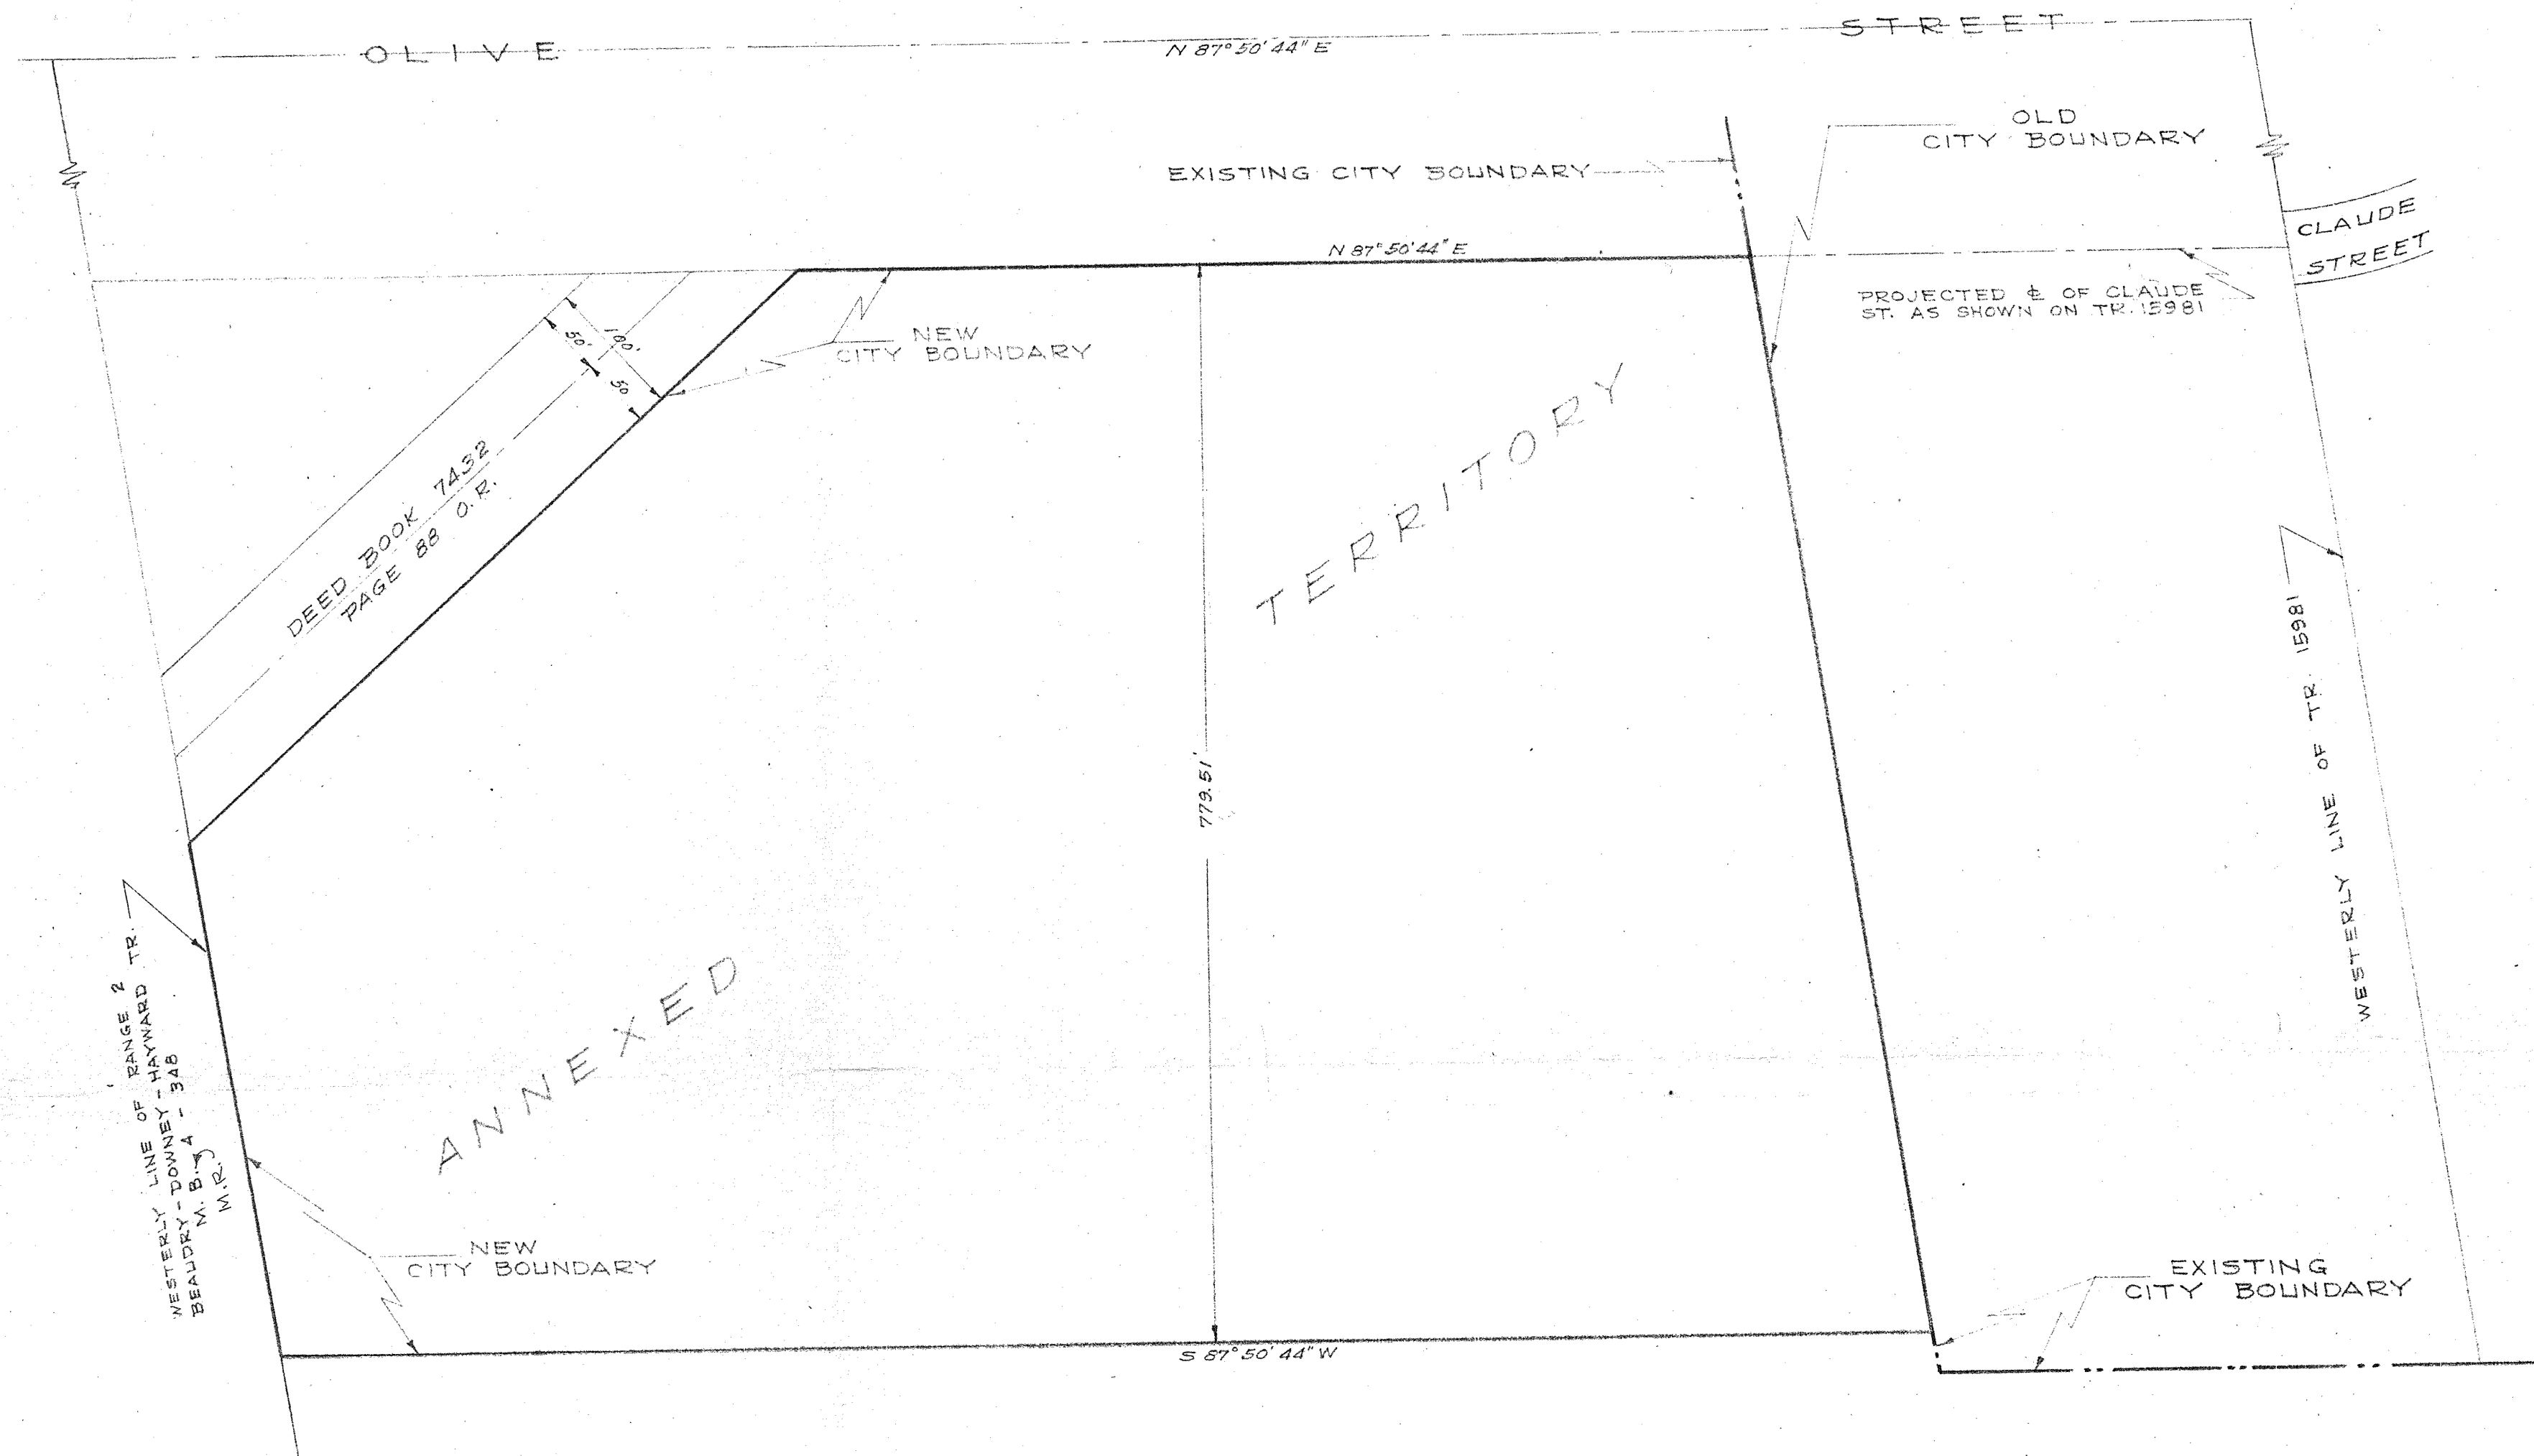 OLIVE STREET
N 87° 50' 44" E
OLD
CITY BOUNDARY
EXISTING CITY BOUNDARY
CLAUDE
STREET
N 87° 50' 44" E
PROJECTED ℄ OF CLAUDE
ST. AS SHOWN ON TR. 15981
100'
50'
50
NEW
CITY BOUNDARY
DEED BOOK 7432
PAGE 88 O.R.
TERRITORY
779.51'
WESTERLY LINE OF TR. 15981
ANNEXED
WESTERLY LINE OF RANGE 2
BEAUDRY - DOWNEY - HAYWARD TR.
M. B. 4 - 348
M.R.
NEW
CITY BOUNDARY
EXISTING
CITY BOUNDARY
S 87° 50' 44" W